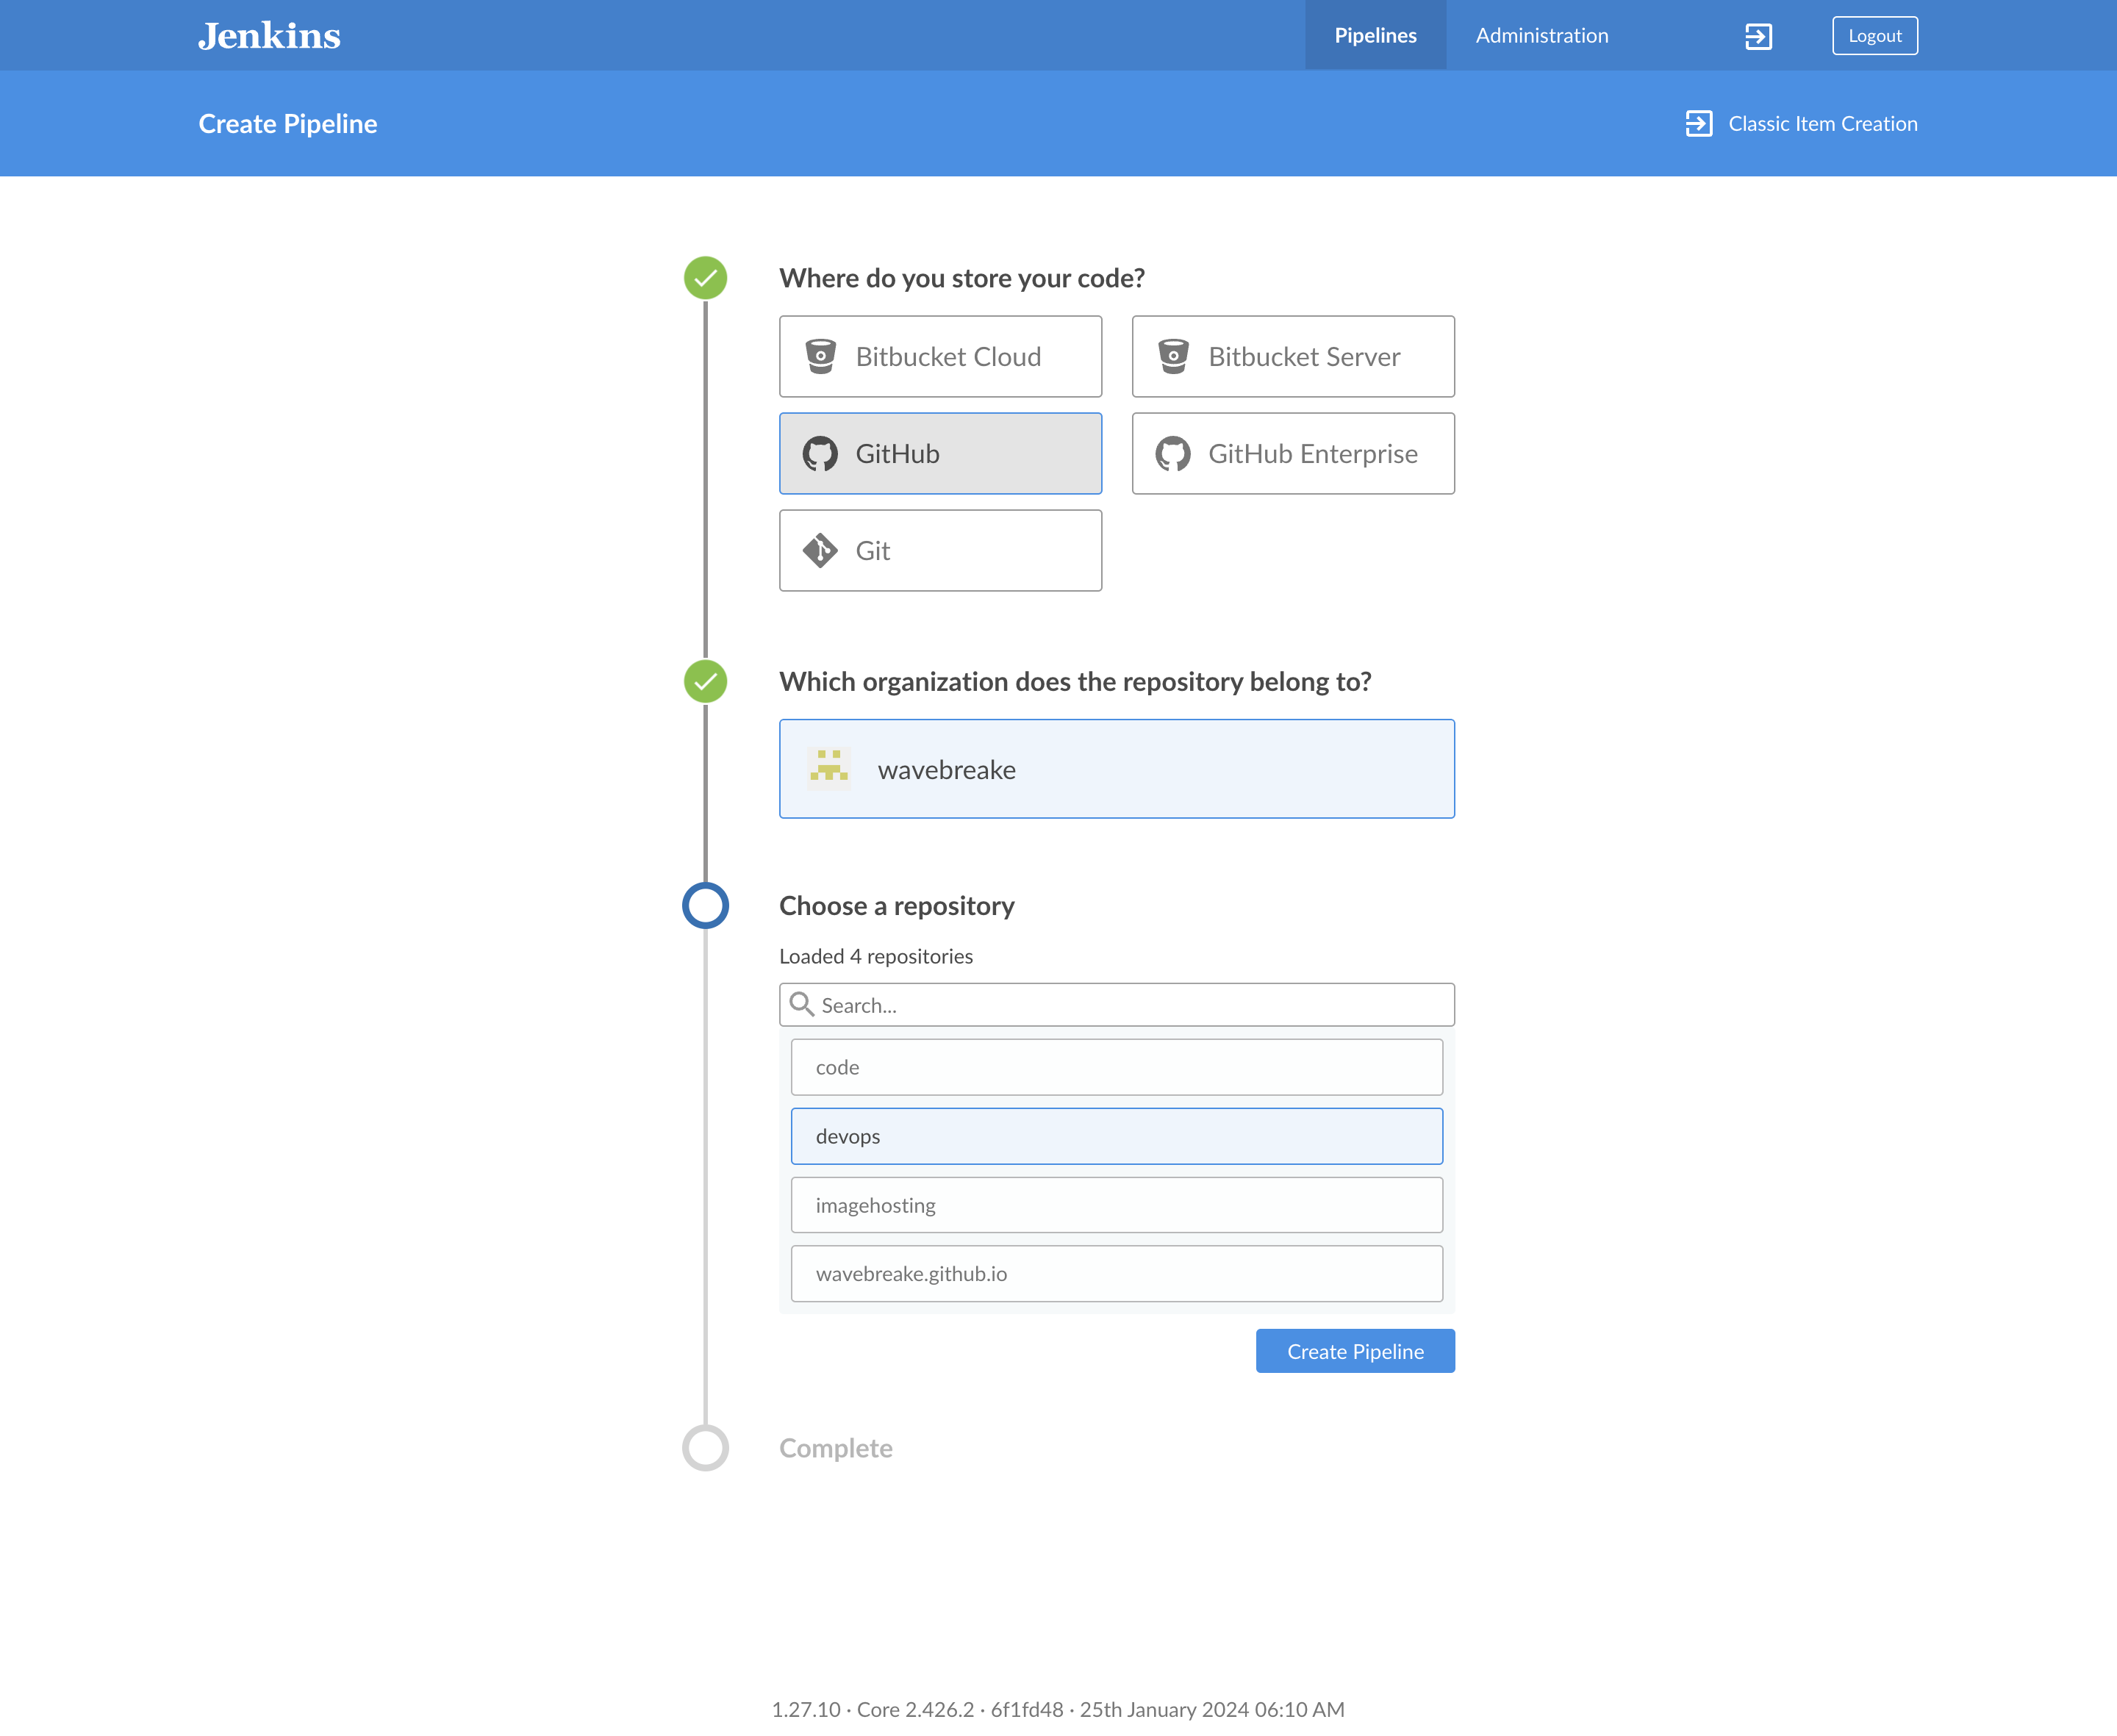 Jenkins
Pipelines
Administration
Logout
Create Pipeline
Classic Item Creation
Where do you store your code?
Bitbucket Cloud
Bitbucket Server
GitHub
GitHub Enterprise
Git
Which organization does the repository belong to?
wavebreake
Choose a repository
Loaded 4 repositories
Search...
code
devops
imagehosting
wavebreake.github.io
Create Pipeline
Complete
1.27.10 · Core 2.426.2 · 6f1fd48 · 25th January 2024 06:10 AM